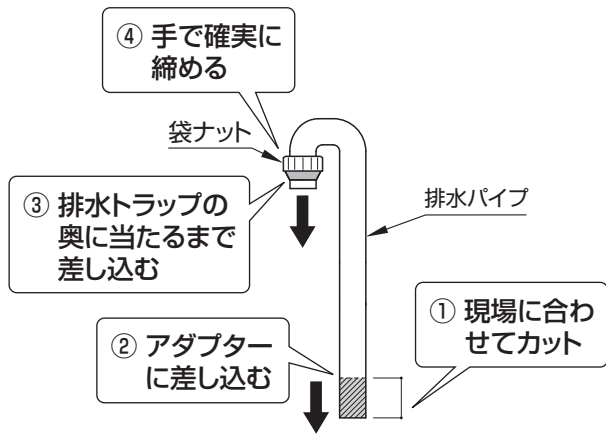 ④ 手で確実に
締める
袋ナット
③ 排水トラップの
奥に当たるまで
差し込む
排水パイプ
① 現場に合わ
せてカット
② アダプター
に差し込む